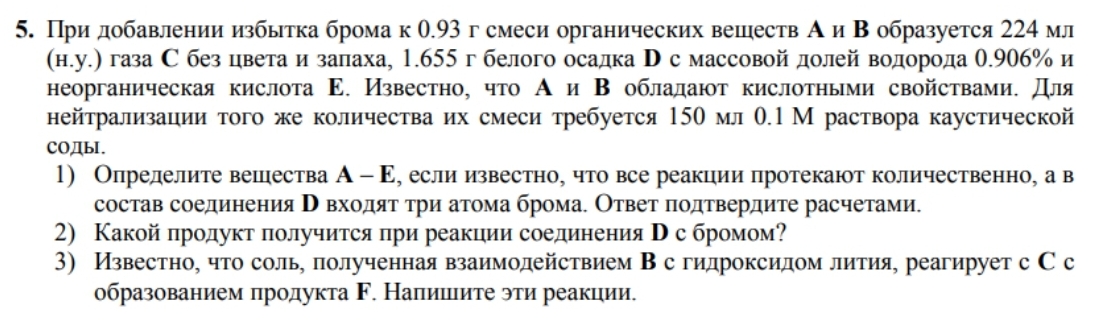 5. При добавлении избытка брома к 0.93 г смеси органических веществ А и В образуется 224 мл
(н.у.) газа С без цвета и запаха, 1.655 г белого осадка D с массовой долей водорода 0.906% и
неорганическая кислота Е. Известно, что А и В обладают кислотными свойствами. Для
нейтрализации того же количества их смеси требуется 150 мл 0.1 М раствора каустической
соды.
1) Определите вещества А – Е, если известно, что все реакции протекают количественно, а в
состав соединения D входят три атома брома. Ответ подтвердите расчетами.
2) Какой продукт получится при реакции соединения D с бромом?
3) Известно, что соль, полученная взаимодействием В с гидроксидом лития, реагирует с С с
образованием продукта F. Напишите эти реакции.